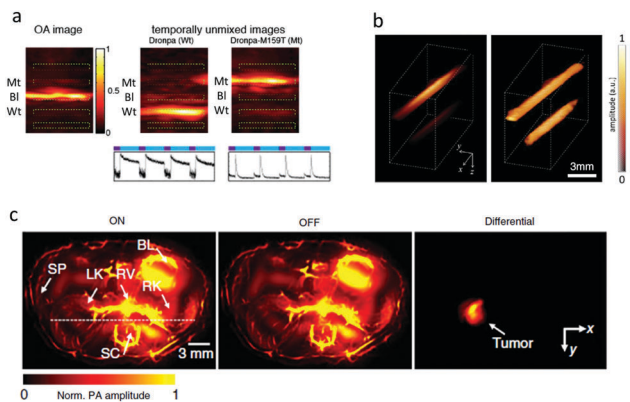 a
OA image
temporally unmixed images
Dronpa (Wt)
Dronpa-M159T (Mt)
Mt
Bl
Wt
1
0.5
0
Mt
Bl
Wt
b
y
x
z
3mm
1
amplitude (a.u.)
0
c
ON
OFF
Differential
BL
SP
LK
RV
RK
SC
3 mm
Tumor
x
y
0
Norm. PA amplitude
1